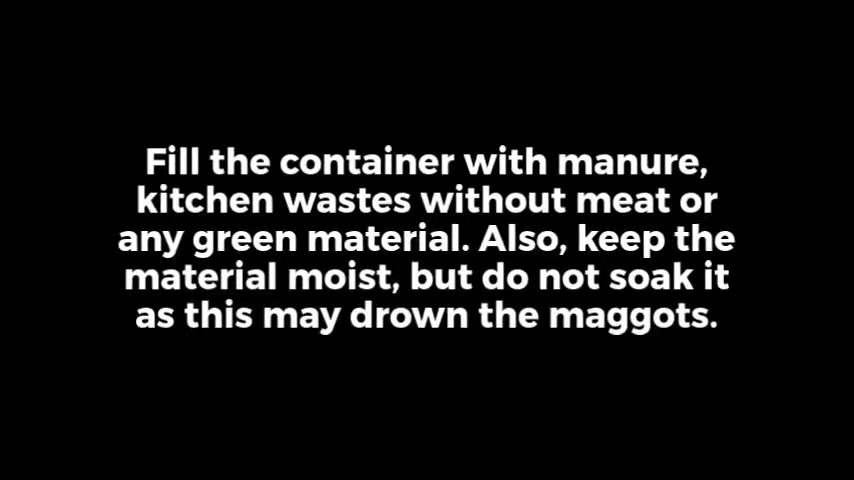 Fill the container with manure,
kitchen wastes without meat or
any green material. Also, keep the
material moist, but do not soak it
as this may drown the maggots.